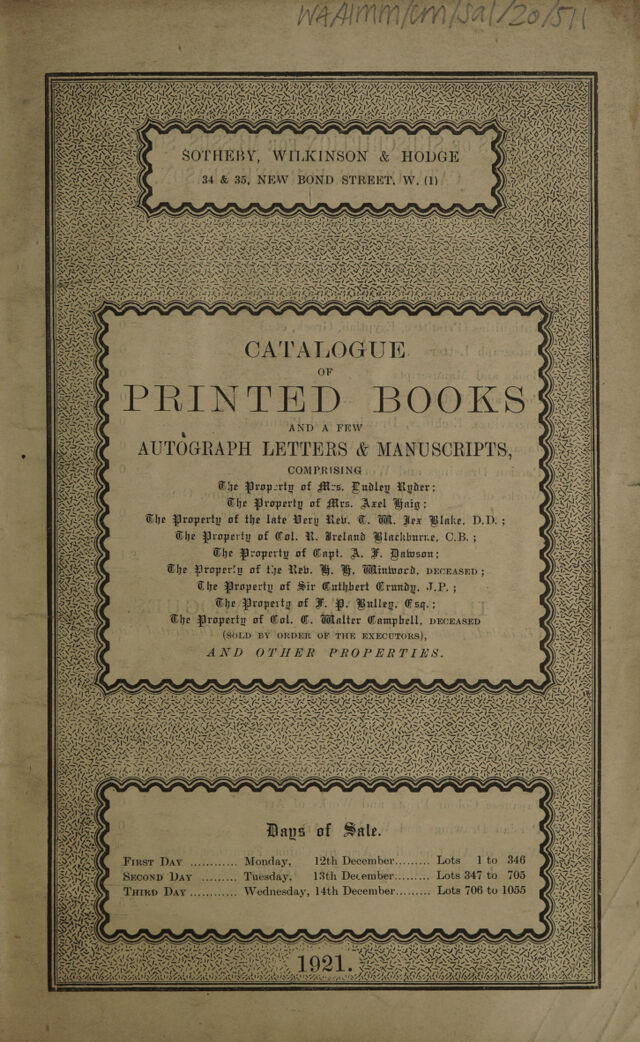 WAAImm/cm/sal/20/511
SOTHEBY, WILKINSON & HODGE
34 & 35, NEW BOND STREET, W. (1)
CATALOGUE
OF
PRINTED BOOKS
AND A FEW
AUTOGRAPH LETTERS & MANUSCRIPTS,
COMPRISING
The Property of Mrs. Dudley Ryder;
The Property of Mrs. Axel Haig;
The Property of the late Very Rev. T. W. Jex Blake, D.D.;
The Property of Col. R. Ireland Blackburne, C.B.;
The Property of Capt. A. F. Dawson;
The Property of the Rev. H. H. Winwood, DECEASED;
The Property of Sir Cuthbert Grundy, J.P.;
The Property of F. P. Bulley, Esq.;
The Property of Col. C. Walter Campbell, DECEASED
(SOLD BY ORDER OF THE EXECUTORS),
AND OTHER PROPERTIES.
Days of Sale.
FIRST DAY ............ Monday, 12th December......... Lots 1 to 346
SECOND DAY ......... Tuesday, 13th December......... Lots 347 to 705
THIRD DAY ............ Wednesday, 14th December......... Lots 706 to 1055
1921.